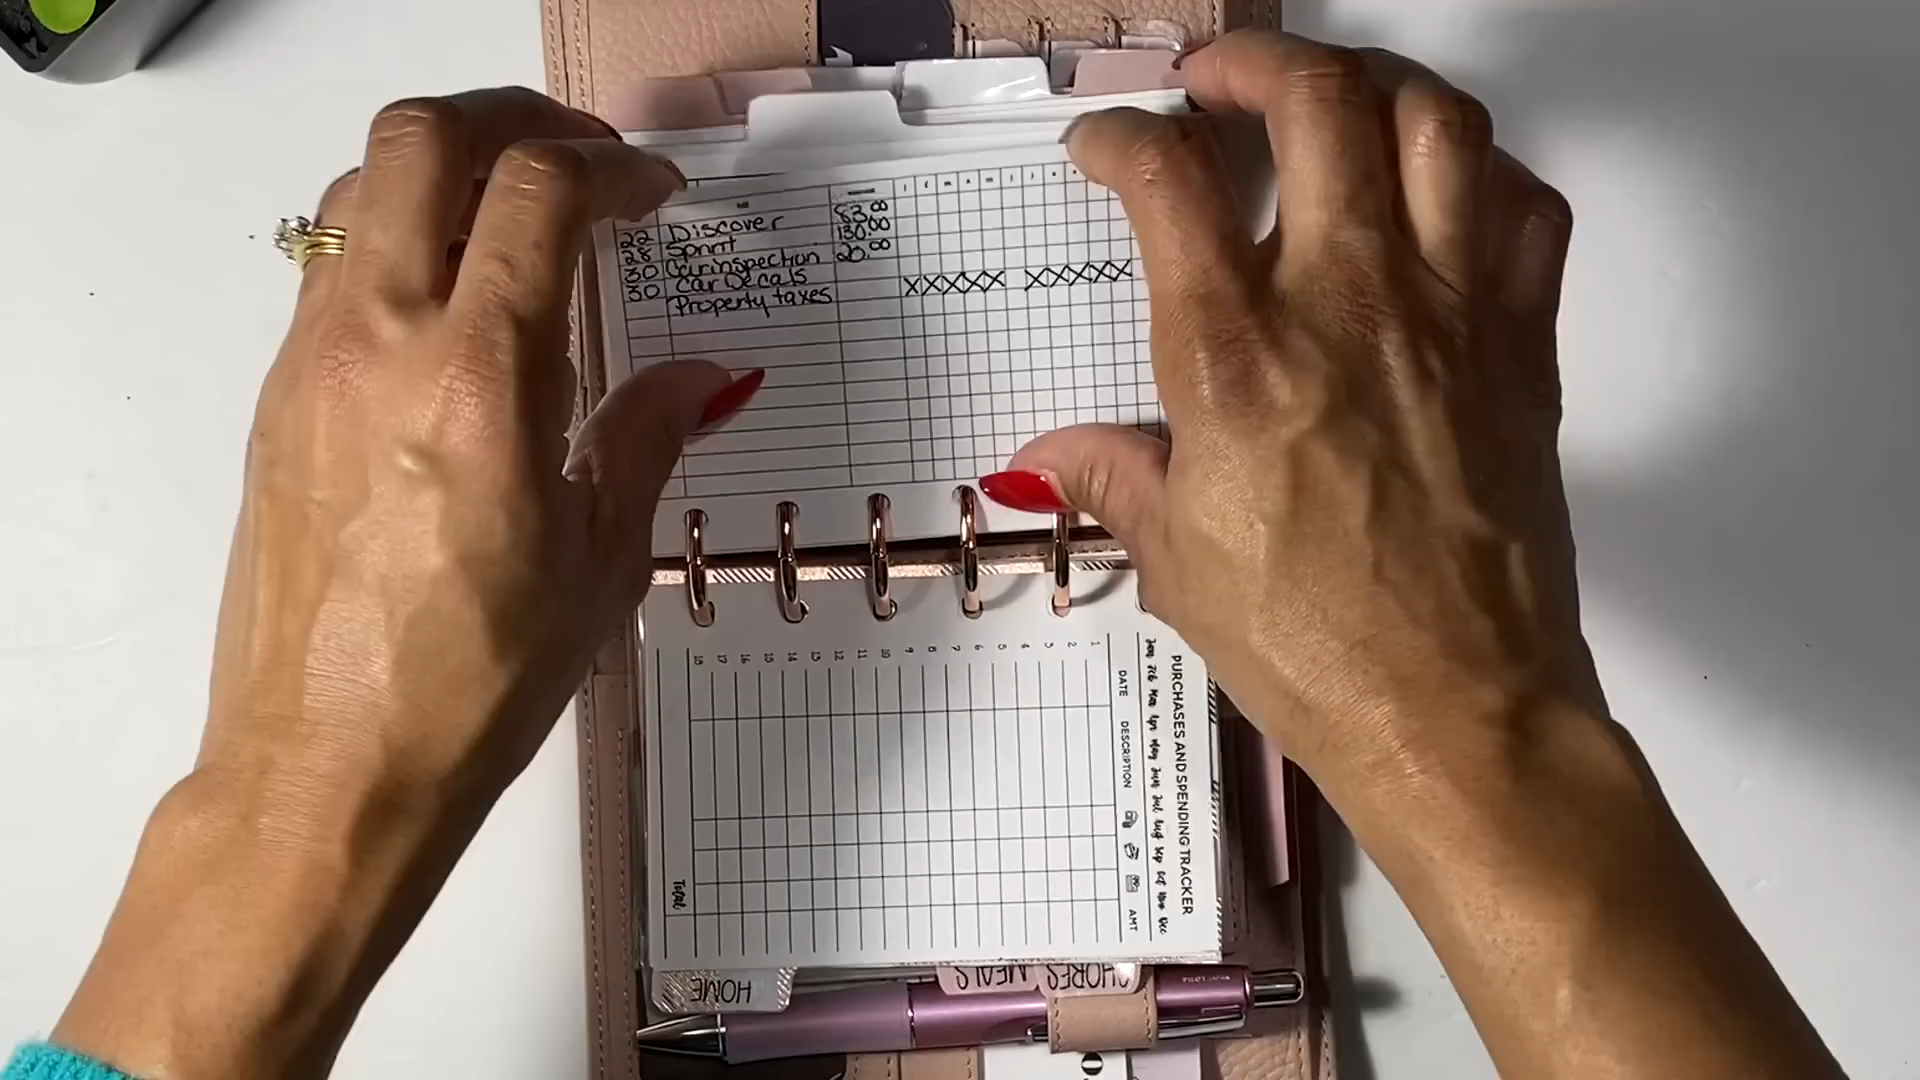 22 Discover 83.00
28 Sprint 130.00
30 Car inspection 20.00
30 Car Decals
Property taxes XXXXX XXXXX
PURCHASES AND SPENDING TRACKER
Jan Feb Mar Apr May Jun Jul Aug Sep Oct Nov Dec
DATE DESCRIPTION AMT
1
2
3
4
5
6
7
8
9
10
11
12
13
14
15
16
17
18
Total
HOME
MEALS
CHORES